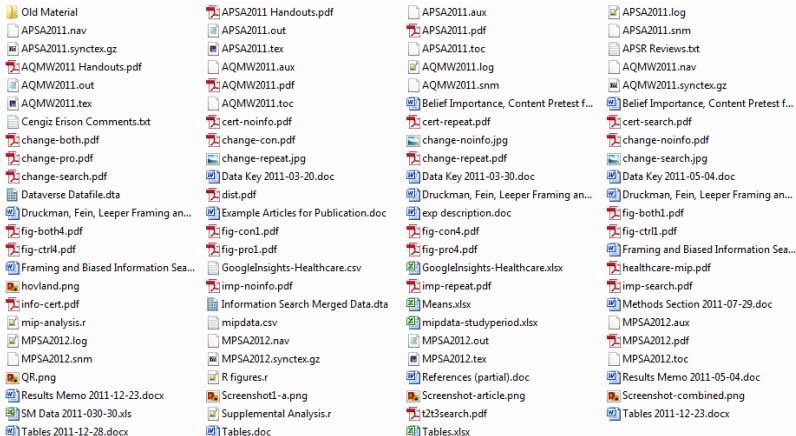 Old Material APSA2011 Handouts.pdf APSA2011.aux APSA2011.log
APSA2011.nav APSA2011.out APSA2011.pdf APSA2011.snm
APSA2011.synctex.gz APSA2011.tex APSA2011.toc APSR Reviews.txt
AQMW2011 Handouts.pdf AQMW2011.aux AQMW2011.log AQMW2011.nav
AQMW2011.out AQMW2011.pdf AQMW2011.snm AQMW2011.synctex.gz
AQMW2011.tex AQMW2011.toc Belief Importance, Content Pretest f... Belief Importance, Content Pretest f...
Cengiz Erison Comments.txt cert-noinfo.pdf cert-repeat.pdf cert-search.pdf
change-both.pdf change-con.pdf change-noinfo.jpg change-noinfo.pdf
change-pro.pdf change-repeat.jpg change-repeat.pdf change-search.jpg
change-search.pdf Data Key 2011-03-20.doc Data Key 2011-03-30.doc Data Key 2011-05-04.doc
Dataverse Datafile.dta dist.pdf Druckman, Fein, Leeper Framing an... Druckman, Fein, Leeper Framing an...
Druckman, Fein, Leeper Framing an... Example Articles for Publication.doc exp description.doc fig-both1.pdf
fig-both4.pdf fig-con1.pdf fig-con4.pdf fig-ctrl1.pdf
fig-ctrl4.pdf fig-pro1.pdf fig-pro4.pdf Framing and Biased Information Sea...
Framing and Biased Information Sea... GoogleInsights-Healthcare.csv GoogleInsights-Healthcare.xlsx healthcare-mip.pdf
hovland.png imp-noinfo.pdf imp-repeat.pdf imp-search.pdf
info-cert.pdf Information Search Merged Data.dta Means.xlsx Methods Section 2011-07-29.doc
mip-analysis.r mipdata.csv mipdata-studyperiod.xlsx MPSA2012.aux
MPSA2012.log MPSA2012.nav MPSA2012.out MPSA2012.pdf
MPSA2012.snm MPSA2012.synctex.gz MPSA2012.tex MPSA2012.toc
QR.png R figures.r References (partial).doc Results Memo 2011-05-04.doc
Results Memo 2011-12-23.docx Screenshot1-a.png Screenshot-article.png Screenshot-combined.png
SM Data 2011-030-30.xls Supplemental Analysis.r t2t3search.pdf Tables 2011-12-23.docx
Tables 2011-12-28.docx Tables.doc Tables.xlsx